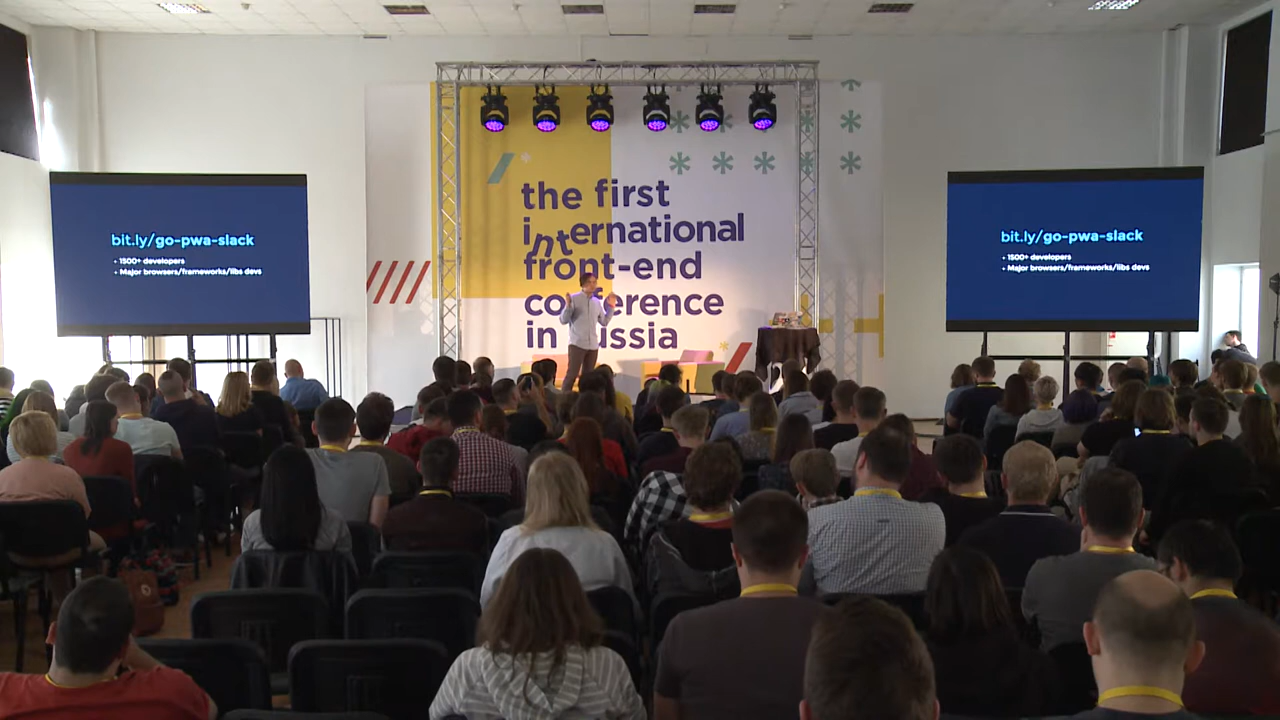 the first
international
front-end
conference
in Russia
bit.ly/go-pwa-slack
• 1500+ developers
• Major browsers/frameworks/libs devs
bit.ly/go-pwa-slack
• 1500+ developers
• Major browsers/frameworks/libs devs